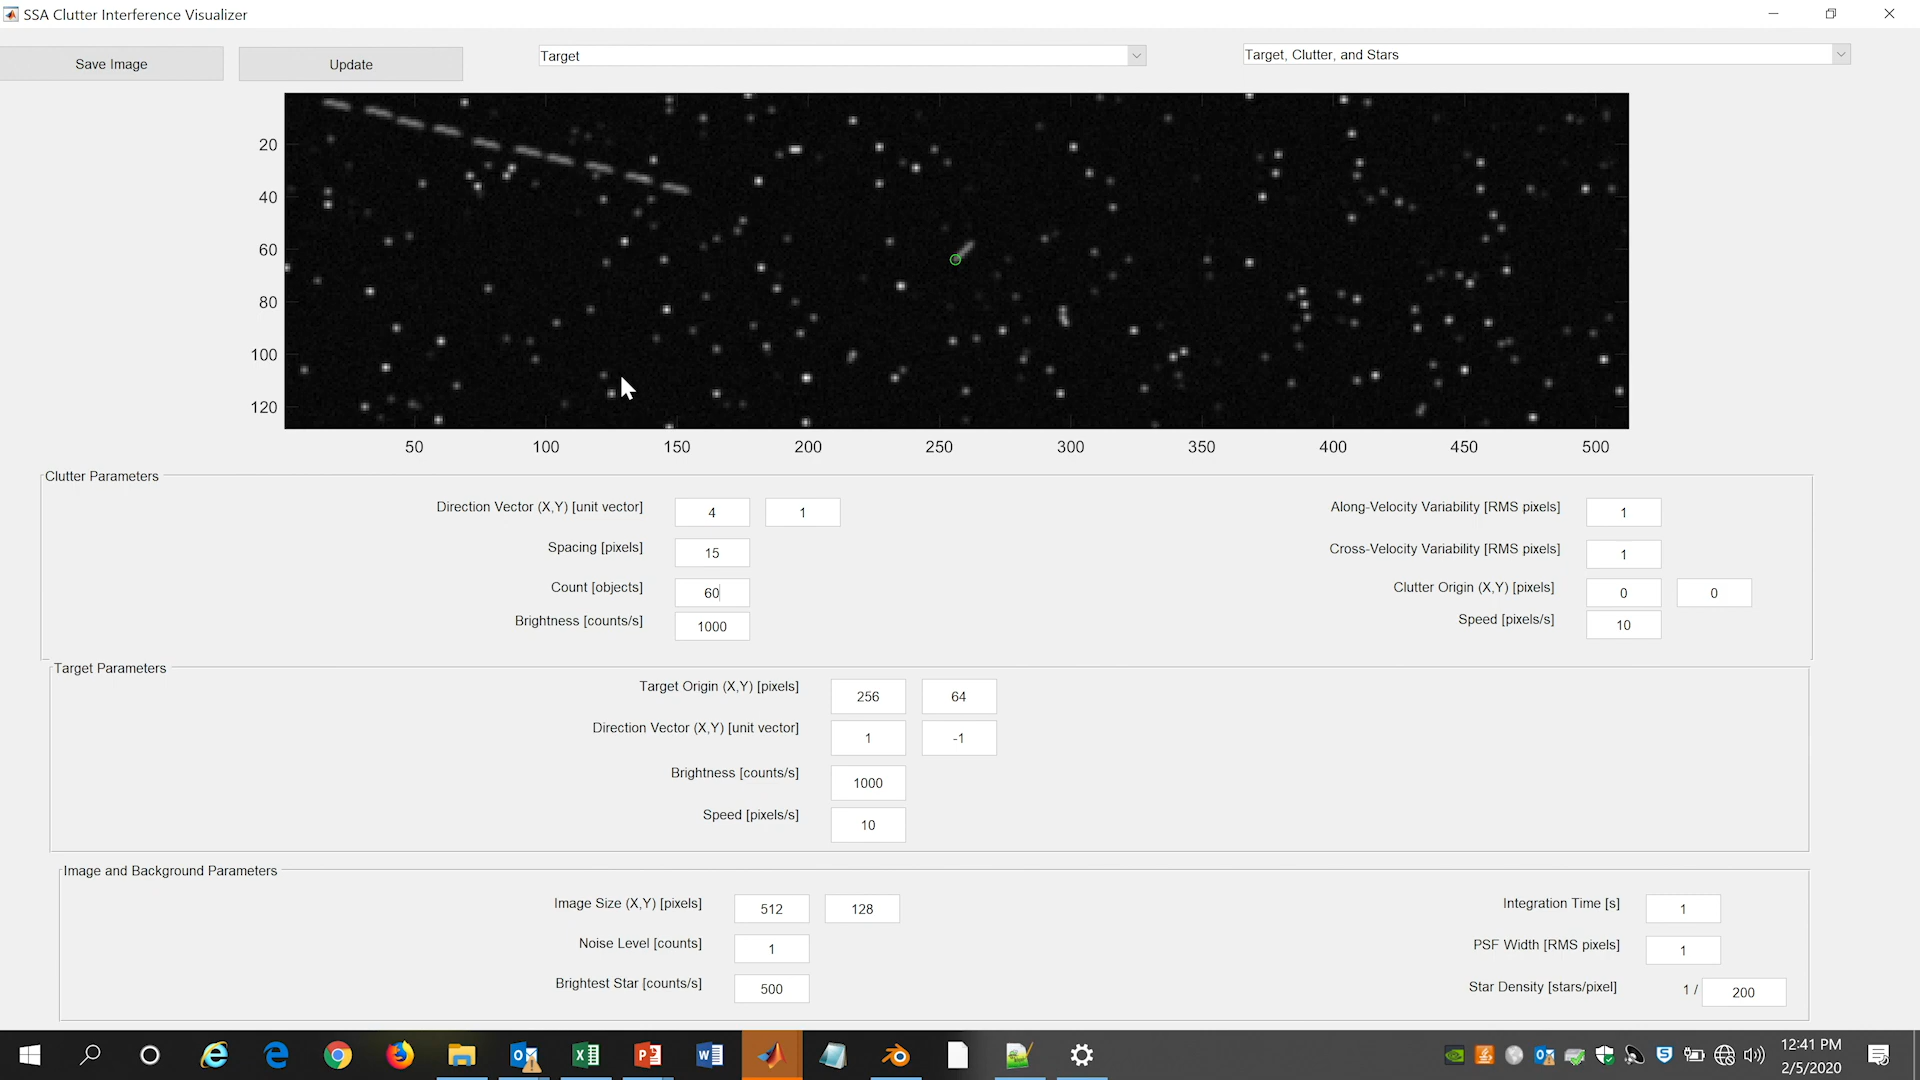 SSA Clutter Interference Visualizer
Save Image
Update
Target
Target, Clutter, and Stars
20
40
60
80
100
120
50 100 150 200 250 300 350 400 450 500
Clutter Parameters
Direction Vector (X,Y) [unit vector] 4 1
Along-Velocity Variability [RMS pixels] 1
Spacing [pixels] 15
Cross-Velocity Variability [RMS pixels] 1
Count [objects] 60
Clutter Origin (X,Y) [pixels] 0 0
Brightness [counts/s] 1000
Speed [pixels/s] 10
Target Parameters
Target Origin (X,Y) [pixels] 256 64
Direction Vector (X,Y) [unit vector] 1 -1
Brightness [counts/s] 1000
Speed [pixels/s] 10
Image and Background Parameters
Image Size (X,Y) [pixels] 512 128
Integration Time [s] 1
Noise Level [counts] 1
PSF Width [RMS pixels] 1
Brightest Star [counts/s] 500
Star Density [stars/pixel] 1 / 200
12:41 PM
2/5/2020